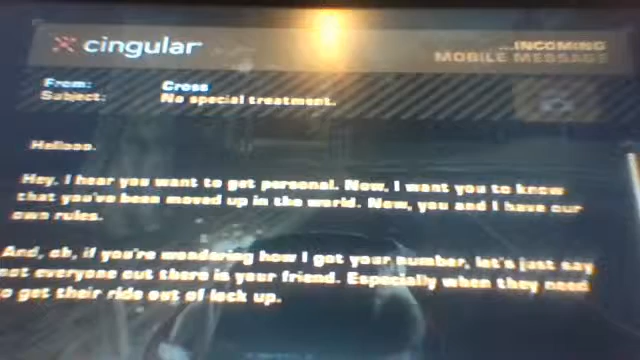 cingular
...INCOMING
MOBILE MESSAGE
From: Cross
Subject: No special treatment.
Hellooo.
Hey, I hear you want to get personal. Now, I want you to know
that you've been moved up in the world. Now, you and I have our
own rules.
And, oh, if you're wondering how I got your number, let's just say
not everyone out there is your friend. Especially when they need
to get their ride out of lock up.